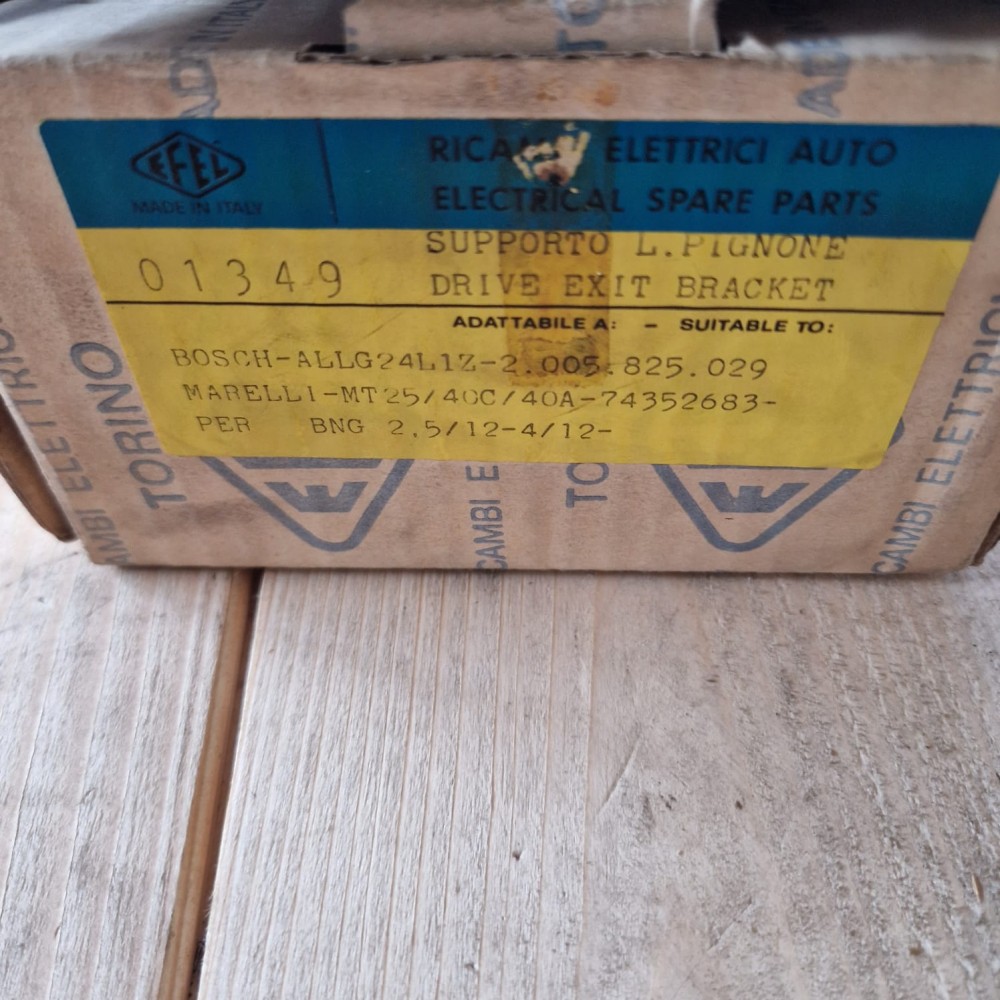 EFEL
MADE IN ITALY
ELETTRICI AUTO
ELECTRICAL SPARE PARTS
01349
SUPPORTO L.PIGNONE
DRIVE EXIT BRACKET
ADATTABILE A: - SUITABLE TO:
BOSCH-ALLG24L1Z-2.005.825.029
MARELLI-MT25/40C/40A-74352683-
PER BNG 2,5/12-4/12-
TORINO
CAMBI ELETTRICI